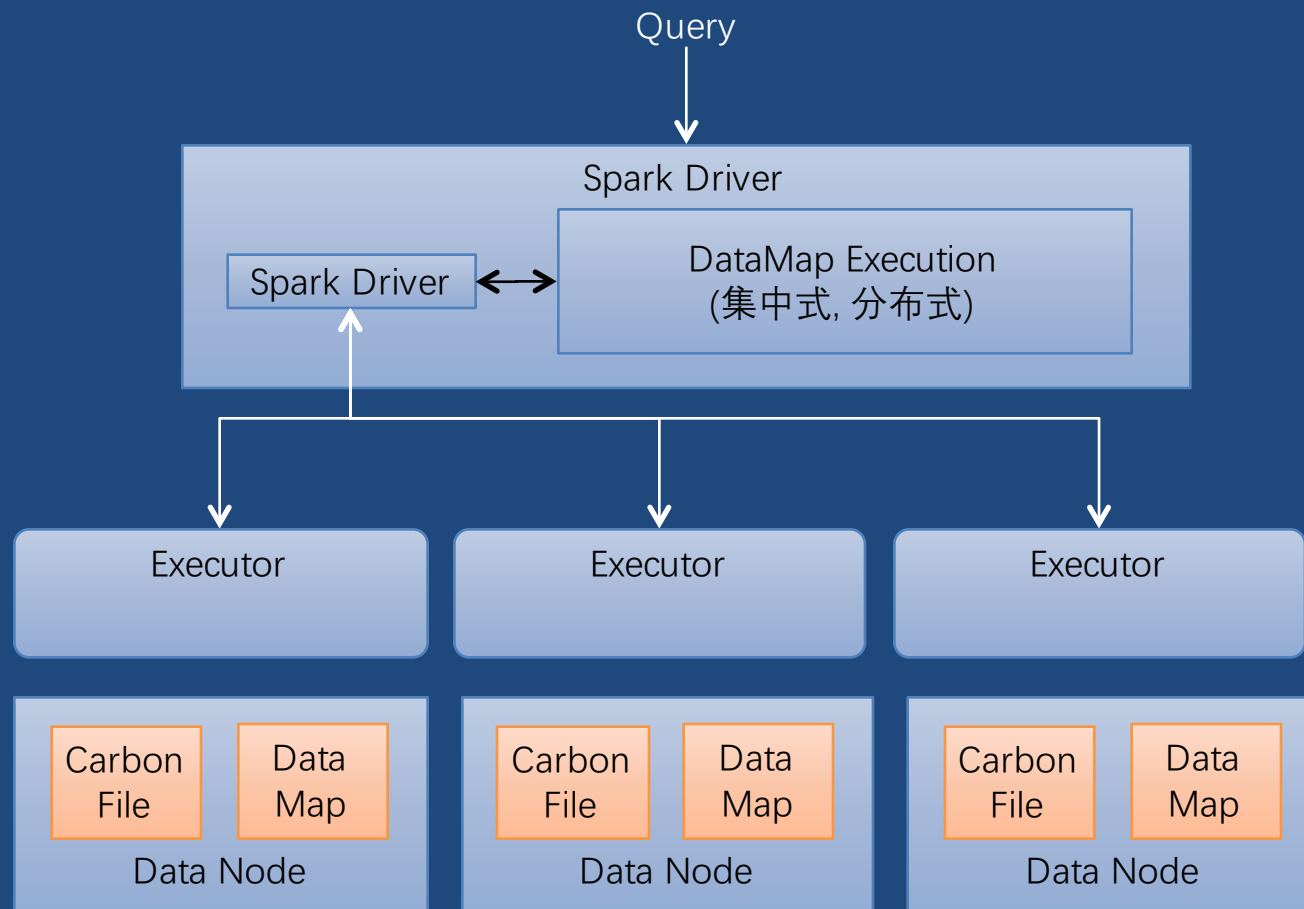 Query
Spark Driver
DataMap Execution
(集中式, 分布式)
Spark Driver
Executor
Executor
Executor
Carbon
File
Data
Map
Data Node
Carbon
File
Data
Map
Data Node
Carbon
File
Data
Map
Data Node